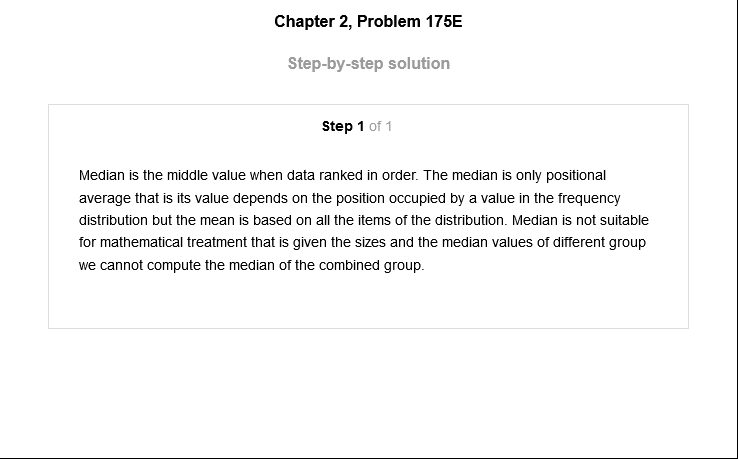 Chapter 2, Problem 175E
Step-by-step solution
Step 1 of 1
Median is the middle value when data ranked in order. The median is only positional
average that is its value depends on the position occupied by a value in the frequency
distribution but the mean is based on all the items of the distribution. Median is not suitable
for mathematical treatment that is given the sizes and the median values of different group
we cannot compute the median of the combined group.